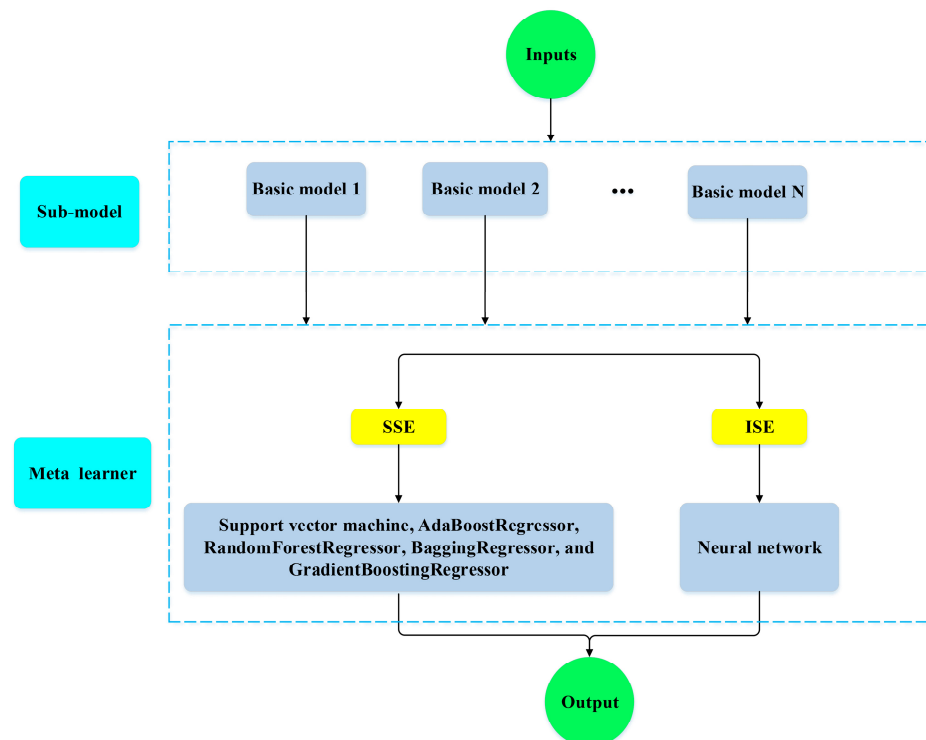 Inputs
Basic model 1
Basic model 2
...
Basic model N
Sub-model
SSE
ISE
Meta learner
Support vector machine, AdaBoostRegressor,
RandomForestRegressor, BaggingRegressor, and
GradientBoostingRegressor
Neural network
Output